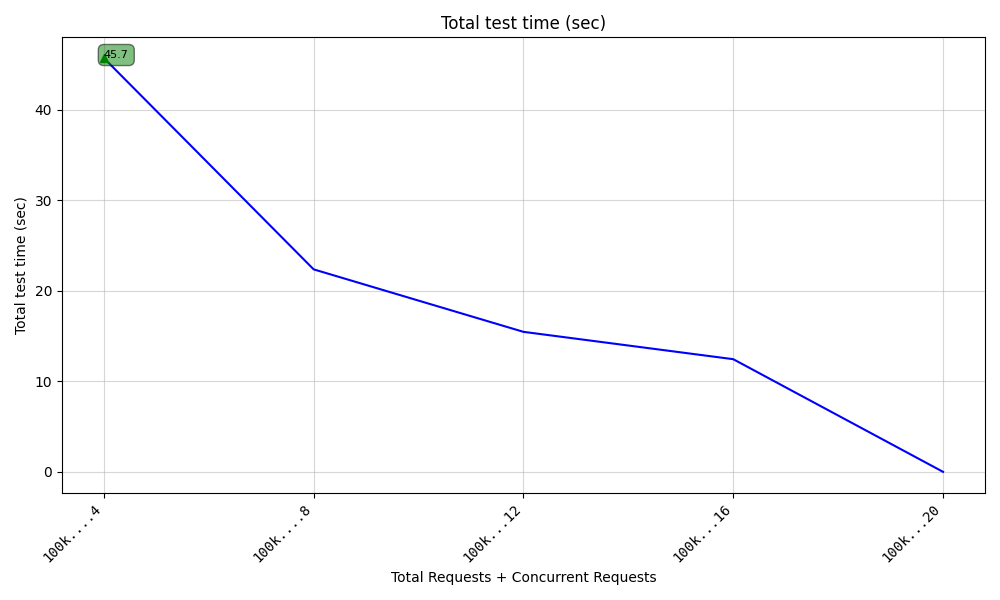 Total test time (sec)
45.7
Total test time (sec)
40
30
20
10
0
100k....4
100k....8
100k...12
100k...16
100k...20
Total Requests + Concurrent Requests